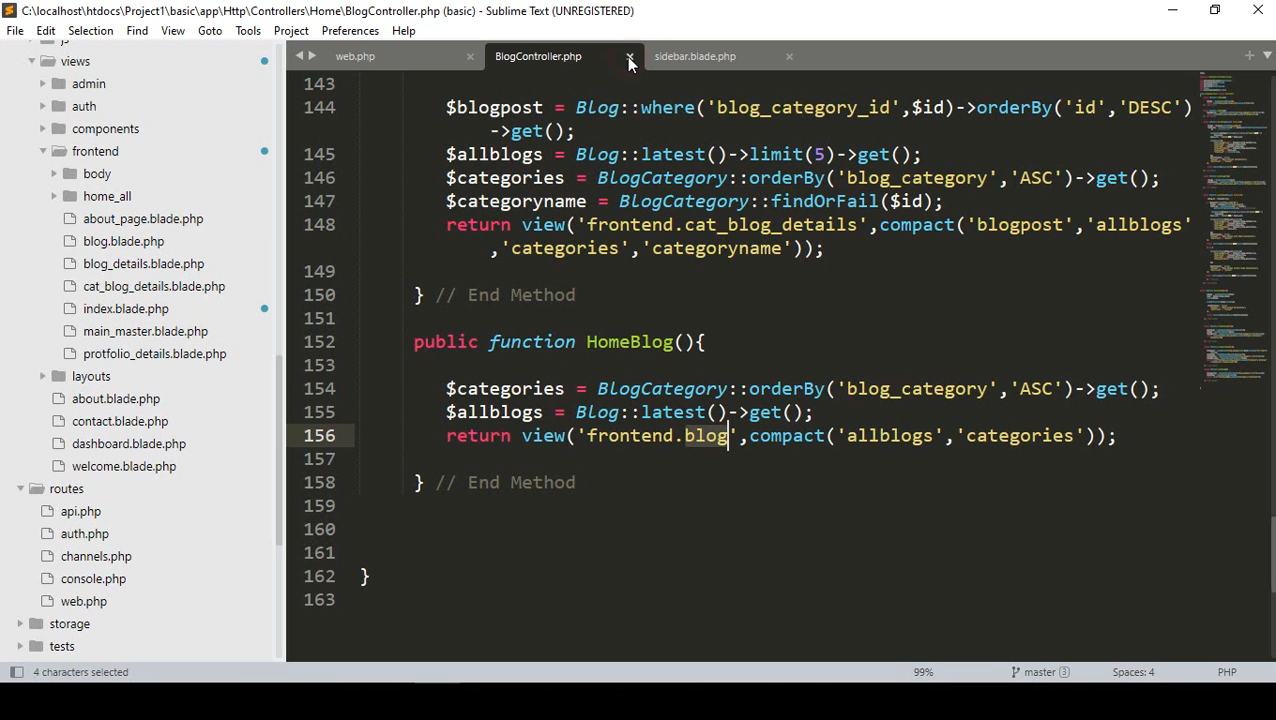 C:\localhost\htdocs\Project1\basic\app\Http\Controllers\Home\BlogController.php (basic) - Sublime Text (UNREGISTERED)
File Edit Selection Find View Goto Tools Project Preferences Help
web.php BlogController.php sidebar.blade.php
views
admin
auth
components
frontend
body
home_all
about_page.blade.php
blog.blade.php
blog_details.blade.php
cat_blog_details.blade.php
index.blade.php
main_master.blade.php
protfolio_details.blade.php
layouts
about.blade.php
contact.blade.php
dashboard.blade.php
welcome.blade.php
routes
api.php
auth.php
channels.php
console.php
web.php
storage
tests
143
144 $blogpost = Blog::where('blog_category_id',$id)->orderBy('id','DESC')
->get();
145 $allblogs = Blog::latest()->limit(5)->get();
146 $categories = BlogCategory::orderBy('blog_category','ASC')->get();
147 $categoryname = BlogCategory::findOrFail($id);
148 return view('frontend.cat_blog_details',compact('blogpost','allblogs'
,'categories','categoryname'));
149
150 } // End Method
151
152 public function HomeBlog(){
153
154 $categories = BlogCategory::orderBy('blog_category','ASC')->get();
155 $allblogs = Blog::latest()->get();
156 return view('frontend.blog',compact('allblogs','categories'));
157
158 } // End Method
159
160
161
162 }
163
4 characters selected 99% master 3 Spaces: 4 PHP